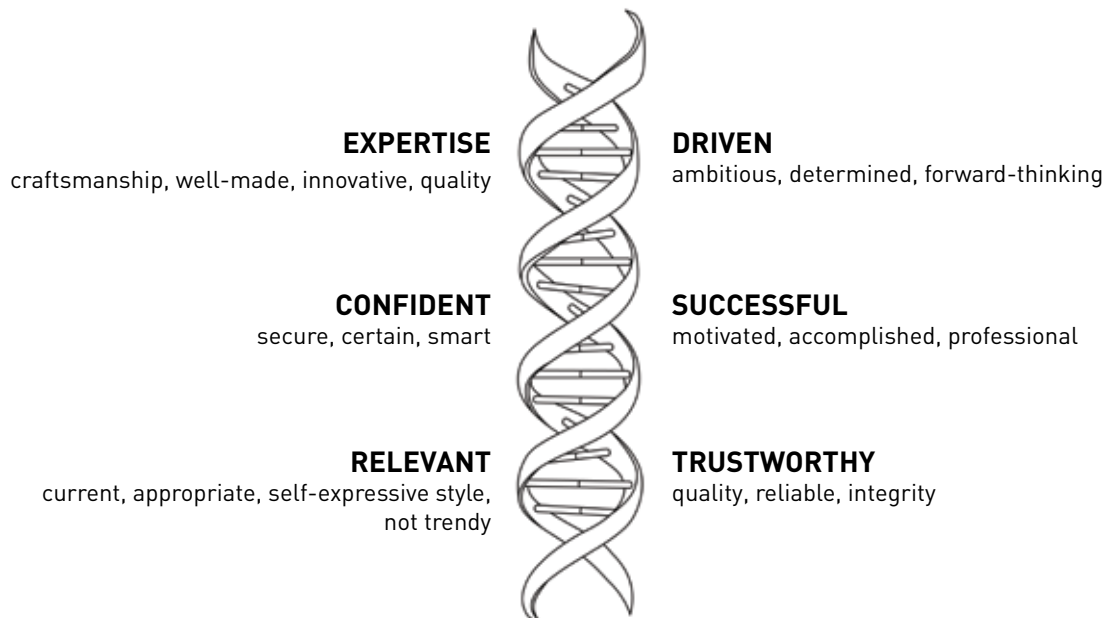 EXPERTISE
craftsmanship, well-made, innovative, quality
DRIVEN
ambitious, determined, forward-thinking
CONFIDENT
secure, certain, smart
SUCCESSFUL
motivated, accomplished, professional
RELEVANT
current, appropriate, self-expressive style,
not trendy
TRUSTWORTHY
quality, reliable, integrity